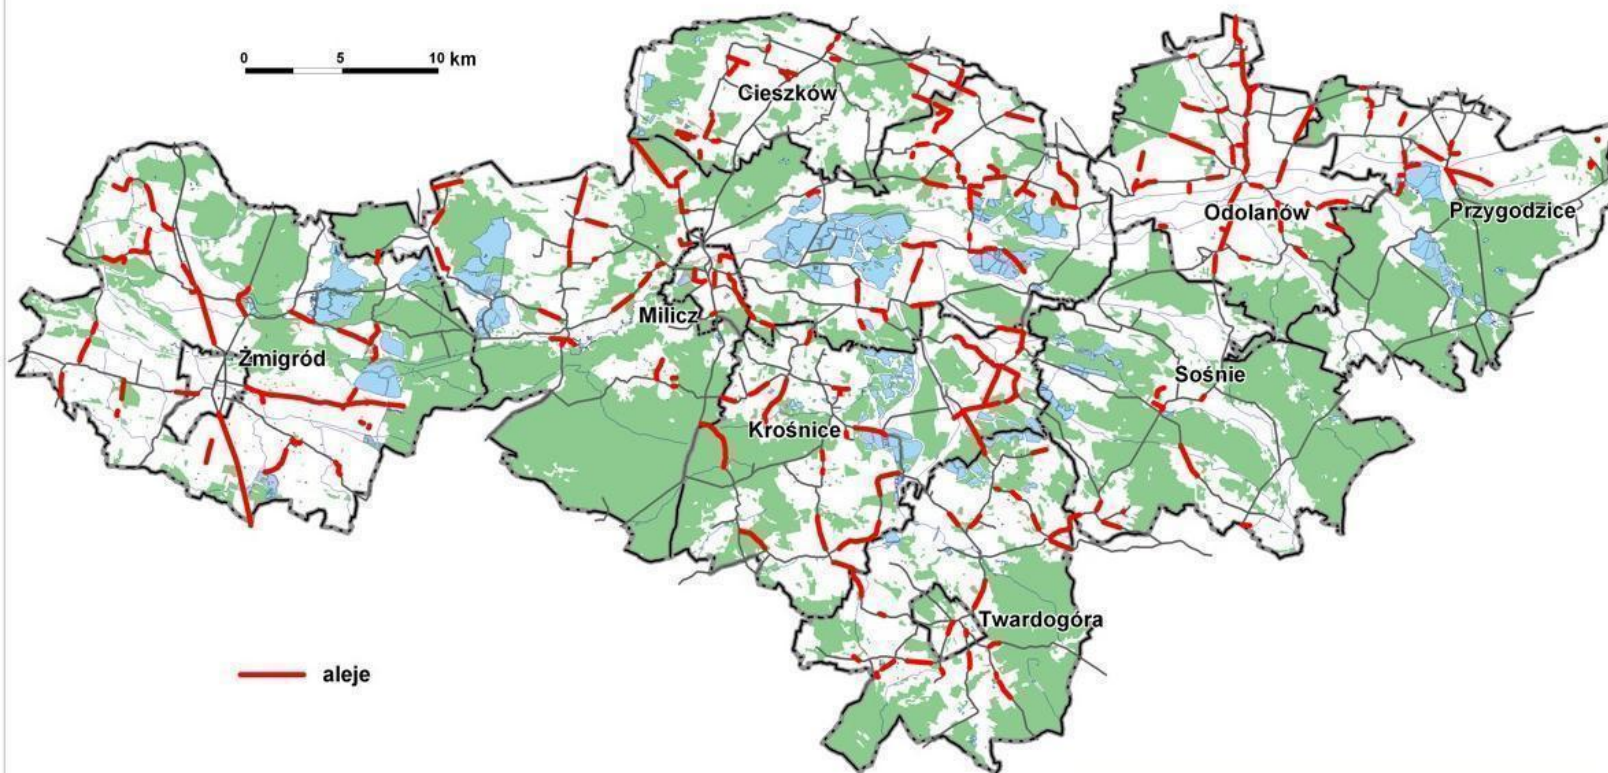 0 5 10 km
Cieszków
Odolanów
Przygodzice
Milicz
Żmigród
Sośnie
Krośnice
Twardogóra
aleje